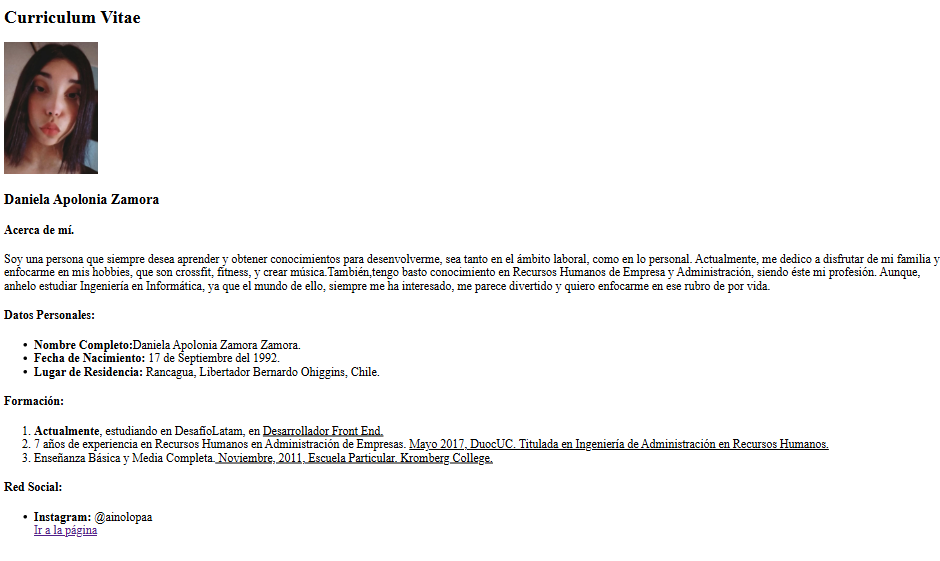 Curriculum Vitae
Daniela Apolonia Zamora
Acerca de mí.
Soy una persona que siempre desea aprender y obtener conocimientos para desenvolverme, sea tanto en el ámbito laboral, como en lo personal. Actualmente, me dedico a disfrutar de mi familia y
enfocarme en mis hobbies, que son crossfit, fitness, y crear música.También,tengo basto conocimiento en Recursos Humanos de Empresa y Administración, siendo éste mi profesión. Aunque,
anhelo estudiar Ingeniería en Informática, ya que el mundo de ello, siempre me ha interesado, me parece divertido y quiero enfocarme en ese rubro de por vida.
Datos Personales:
• Nombre Completo:Daniela Apolonia Zamora Zamora.
• Fecha de Nacimiento: 17 de Septiembre del 1992.
• Lugar de Residencia: Rancagua, Libertador Bernardo Ohiggins, Chile.
Formación:
1. Actualmente, estudiando en DesafíoLatam, en Desarrollador Front End.
2. 7 años de experiencia en Recursos Humanos en Administración de Empresas. Mayo 2017, DuocUC. Titulada en Ingeniería de Administración en Recursos Humanos.
3. Enseñanza Básica y Media Completa. Noviembre, 2011, Escuela Particular. Kromberg College.
Red Social:
• Instagram: @ainolopaa
Ir a la página